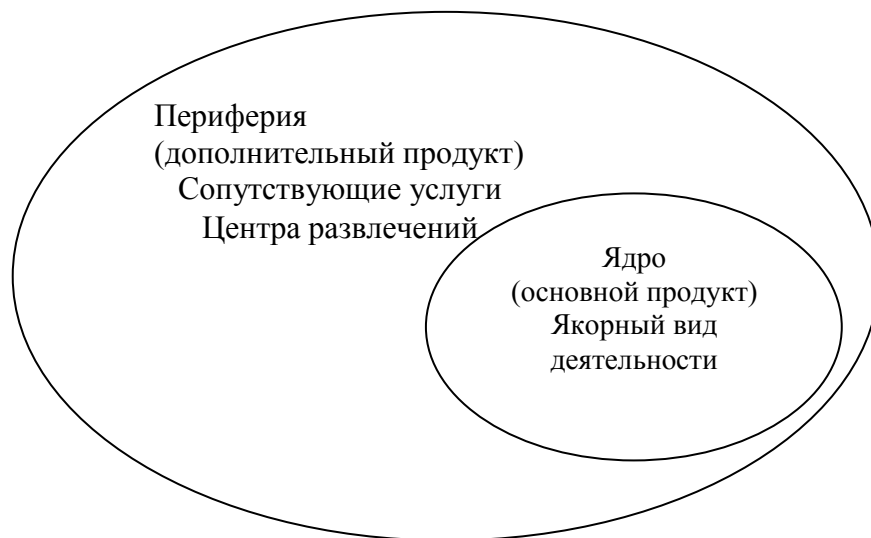 Периферия
(дополнительный продукт)
Сопутствующие услуги
Центра развлечений
Ядро
(основной продукт)
Якорный вид
деятельности